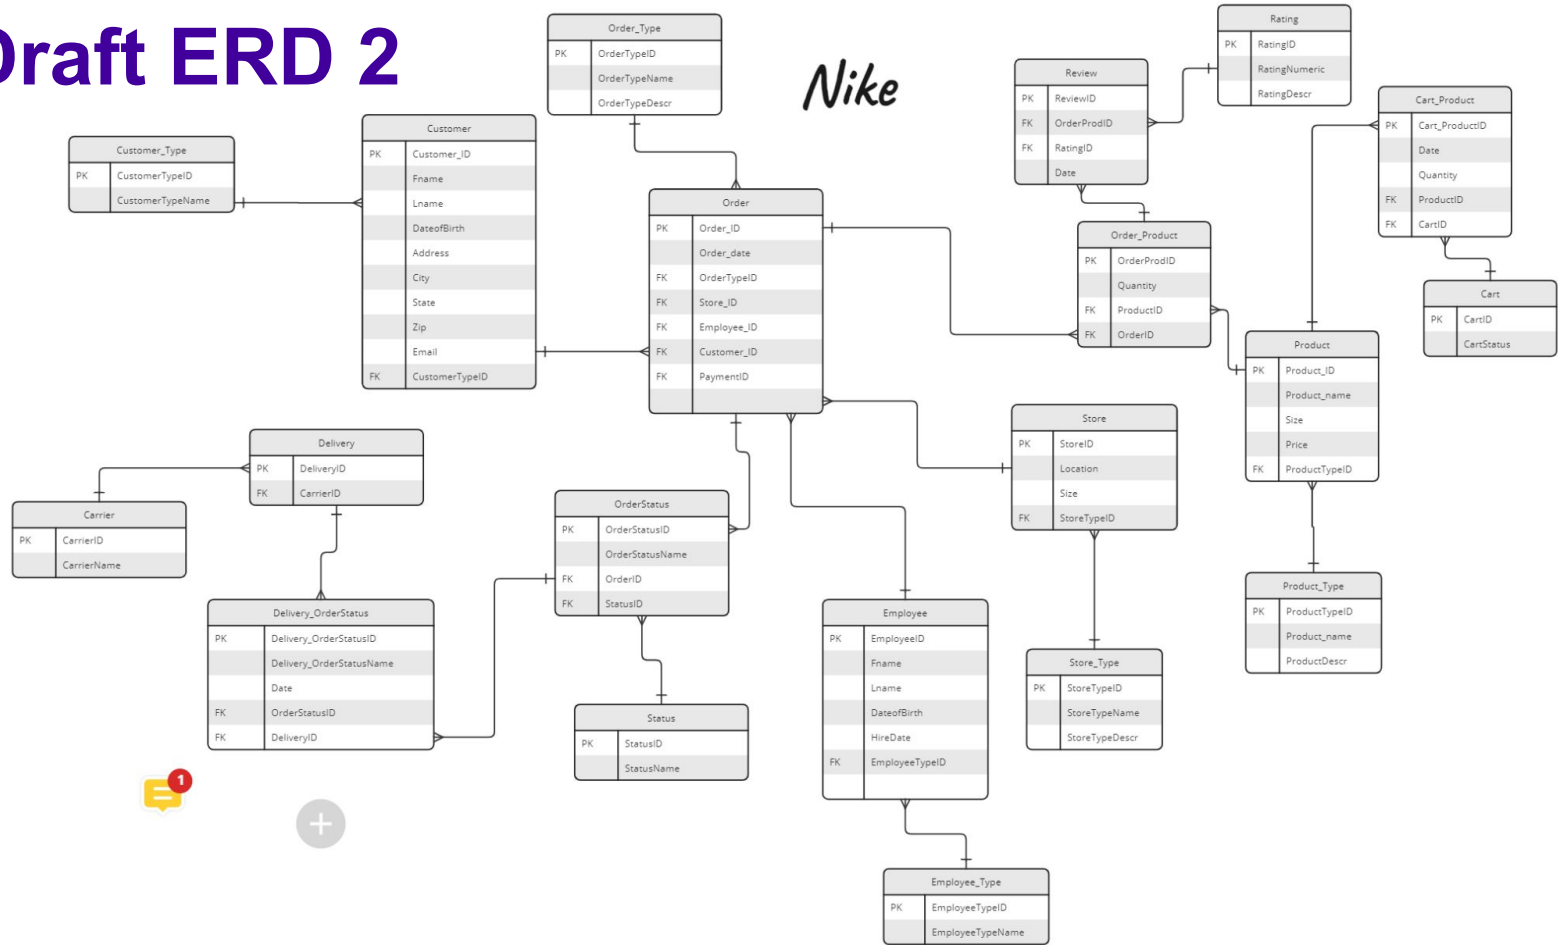 Draft ERD 2
Nike
Order_Type
PK OrderTypeID
OrderTypeName
OrderTypeDescr
Rating
PK RatingID
RatingNumeric
RatingDescr
Review
PK ReviewID
FK OrderProdID
FK RatingID
Date
Cart_Product
PK Cart_ProductID
Date
Quantity
FK ProductID
FK CartID
Customer_Type
PK CustomerTypeID
CustomerTypeName
Customer
PK Customer_ID
Fname
Lname
DateofBirth
Address
City
State
Zip
Email
FK CustomerTypeID
Order
PK Order_ID
Order_date
FK OrderTypeID
FK Store_ID
FK Employee_ID
FK Customer_ID
FK PaymentID
Order_Product
PK OrderProdID
Quantity
FK ProductID
FK OrderID
Cart
PK CartID
CartStatus
Product
PK Product_ID
Product_name
Size
Price
FK ProductTypeID
Store
PK StoreID
Location
Size
FK StoreTypeID
Delivery
PK DeliveryID
FK CarrierID
Carrier
PK CarrierID
CarrierName
OrderStatus
PK OrderStatusID
OrderStatusName
FK OrderID
FK StatusID
Delivery_OrderStatus
PK Delivery_OrderStatusID
Delivery_OrderStatusName
Date
FK OrderStatusID
FK DeliveryID
Employee
PK EmployeeID
Fname
Lname
DateofBirth
HireDate
FK EmployeeTypeID
Product_Type
PK ProductTypeID
Product_name
ProductDescr
Store_Type
PK StoreTypeID
StoreTypeName
StoreTypeDescr
Status
PK StatusID
StatusName
1
Employee_Type
PK EmployeeTypeID
EmployeeTypeName